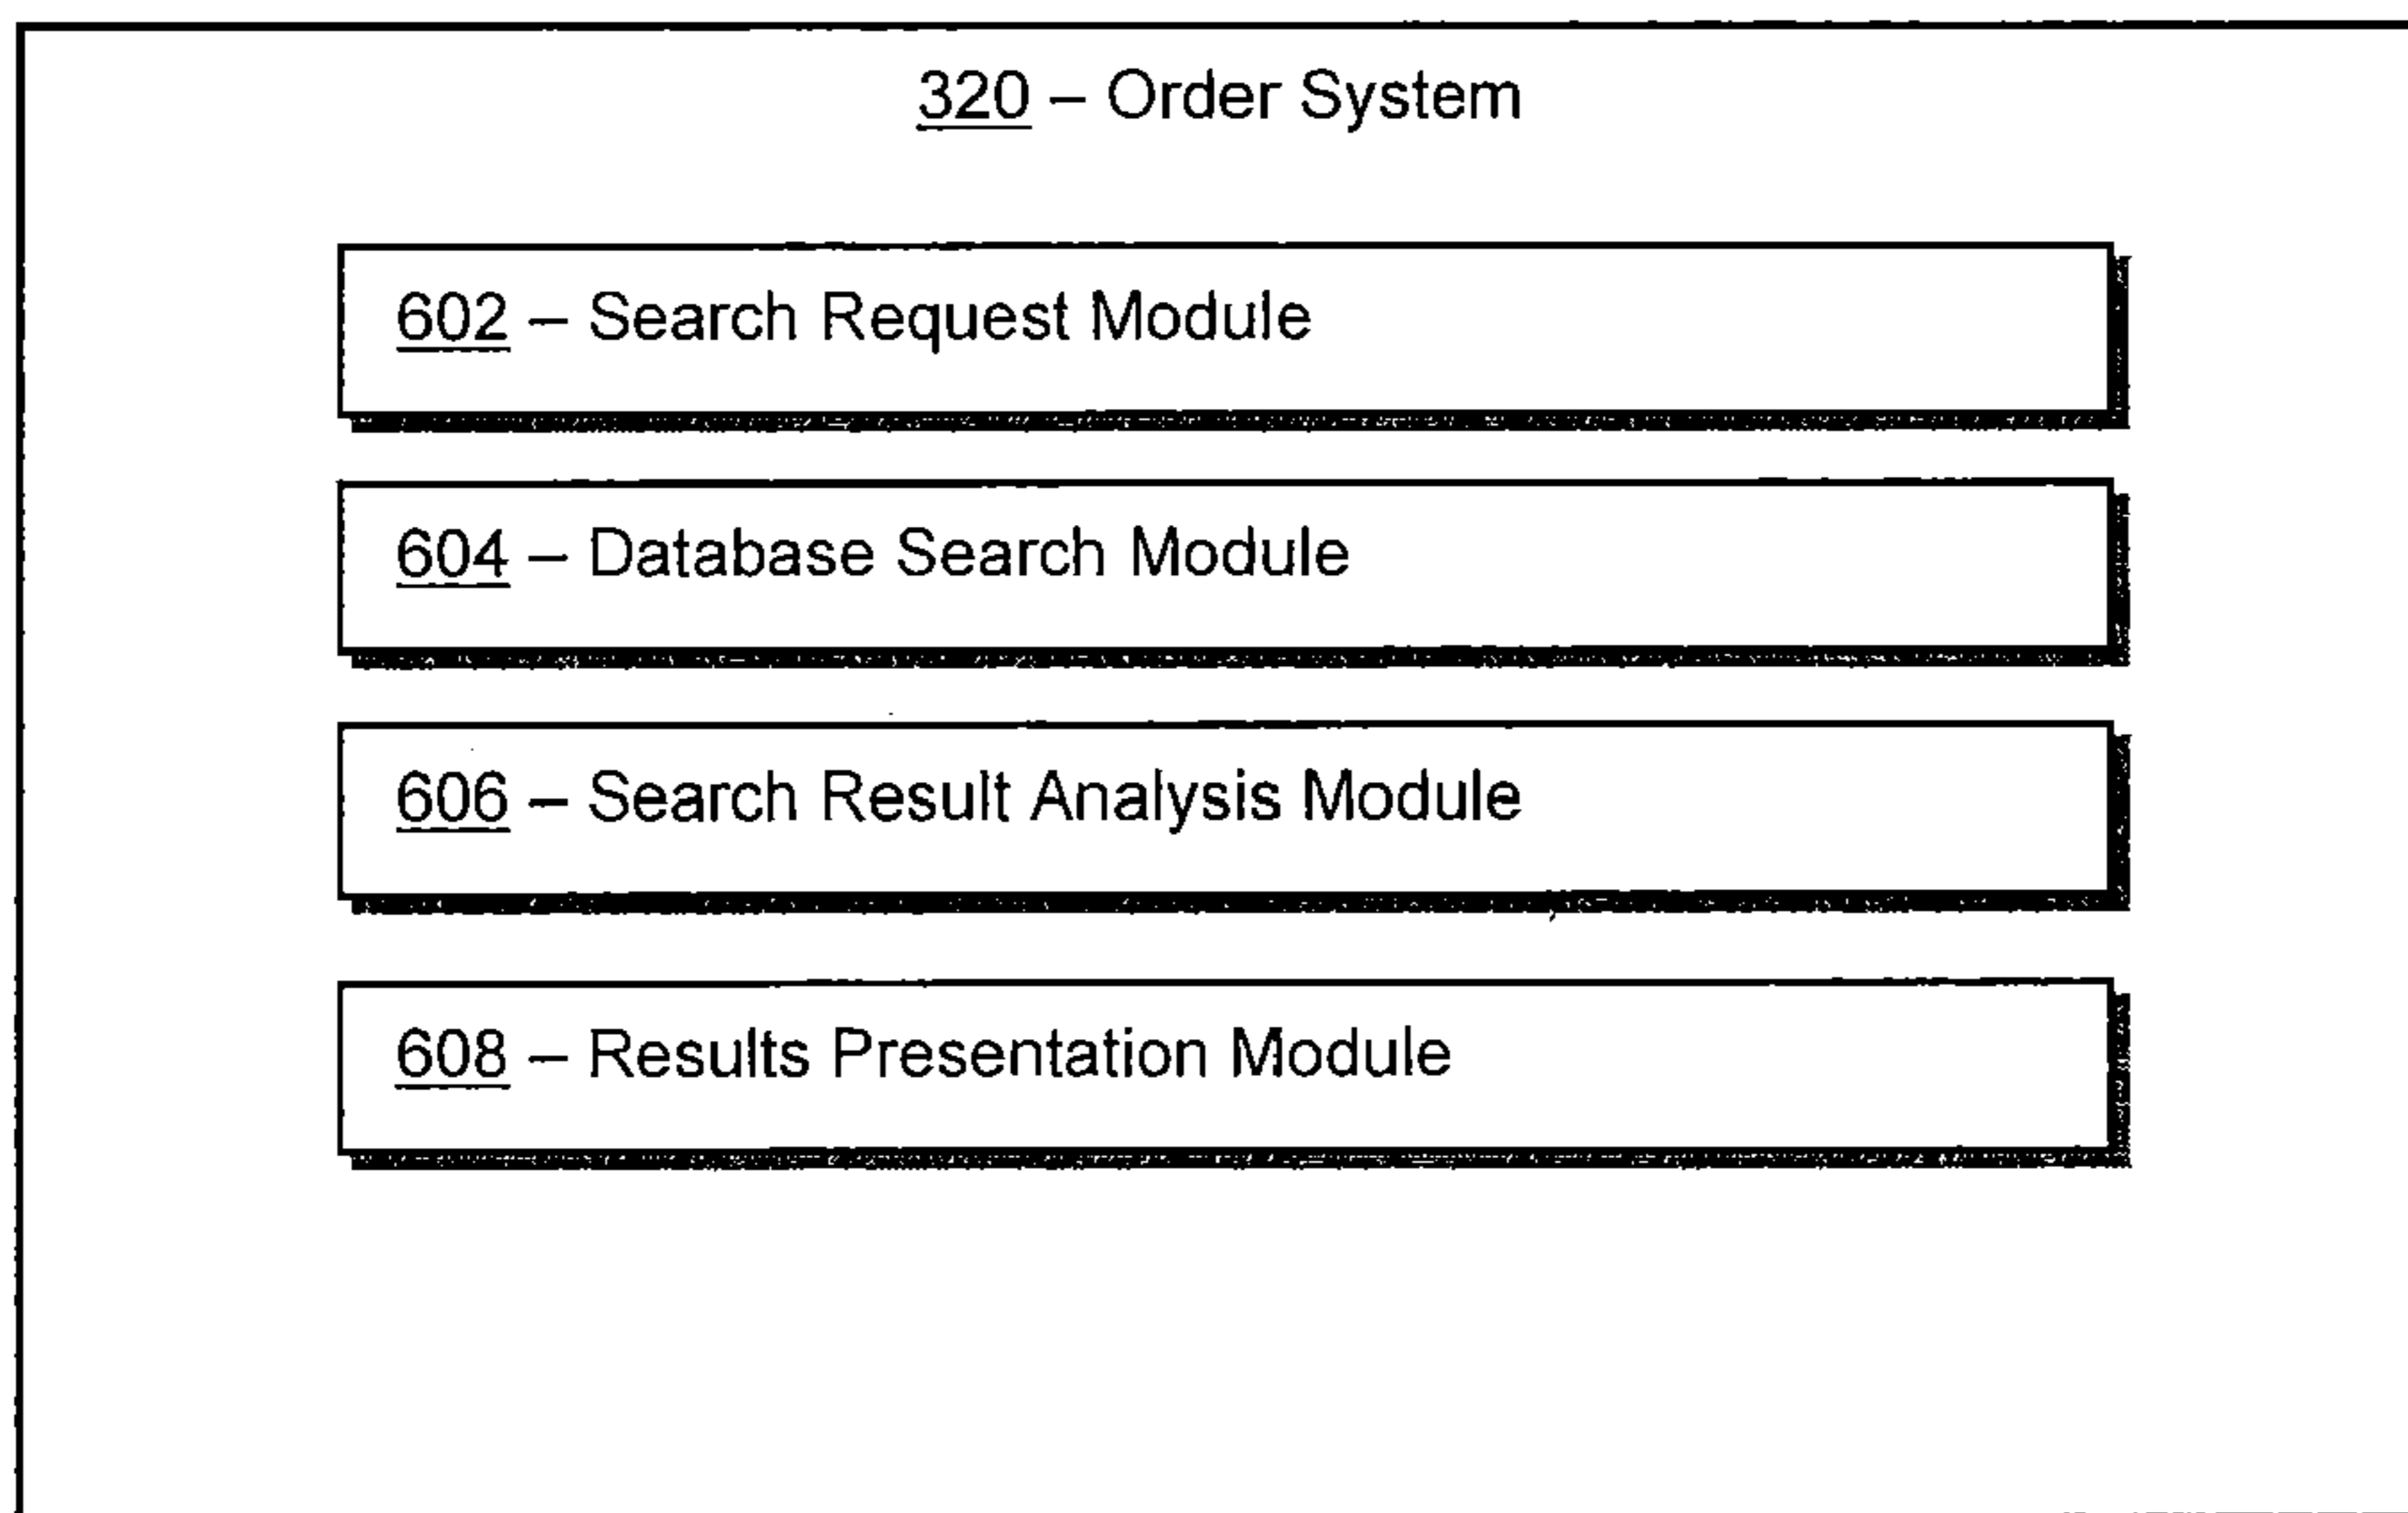 320 – Order System
602 – Search Request Module
604 – Database Search Module
606 – Search Result Analysis Module
608 – Results Presentation Module